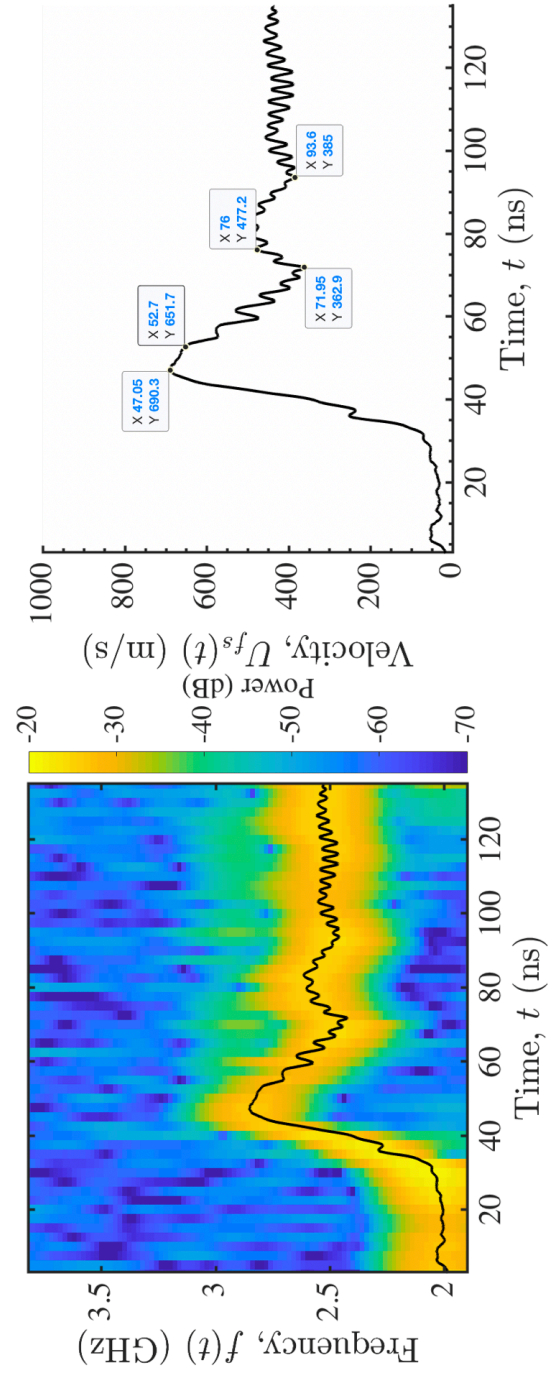 Frequency, f(t) (GHz)
3.5
3
2.5
2
20
40
60
80
100
120
Time, t (ns)
Power (dB)
-20
-30
-40
-50
-60
-70
Velocity, U_fs(t) (m/s)
1000
800
600
400
200
0
20
40
60
80
100
120
Time, t (ns)
X 47.05
Y 690.3
X 52.7
Y 651.7
X 71.95
Y 362.9
X 76
Y 477.2
X 93.6
Y 385